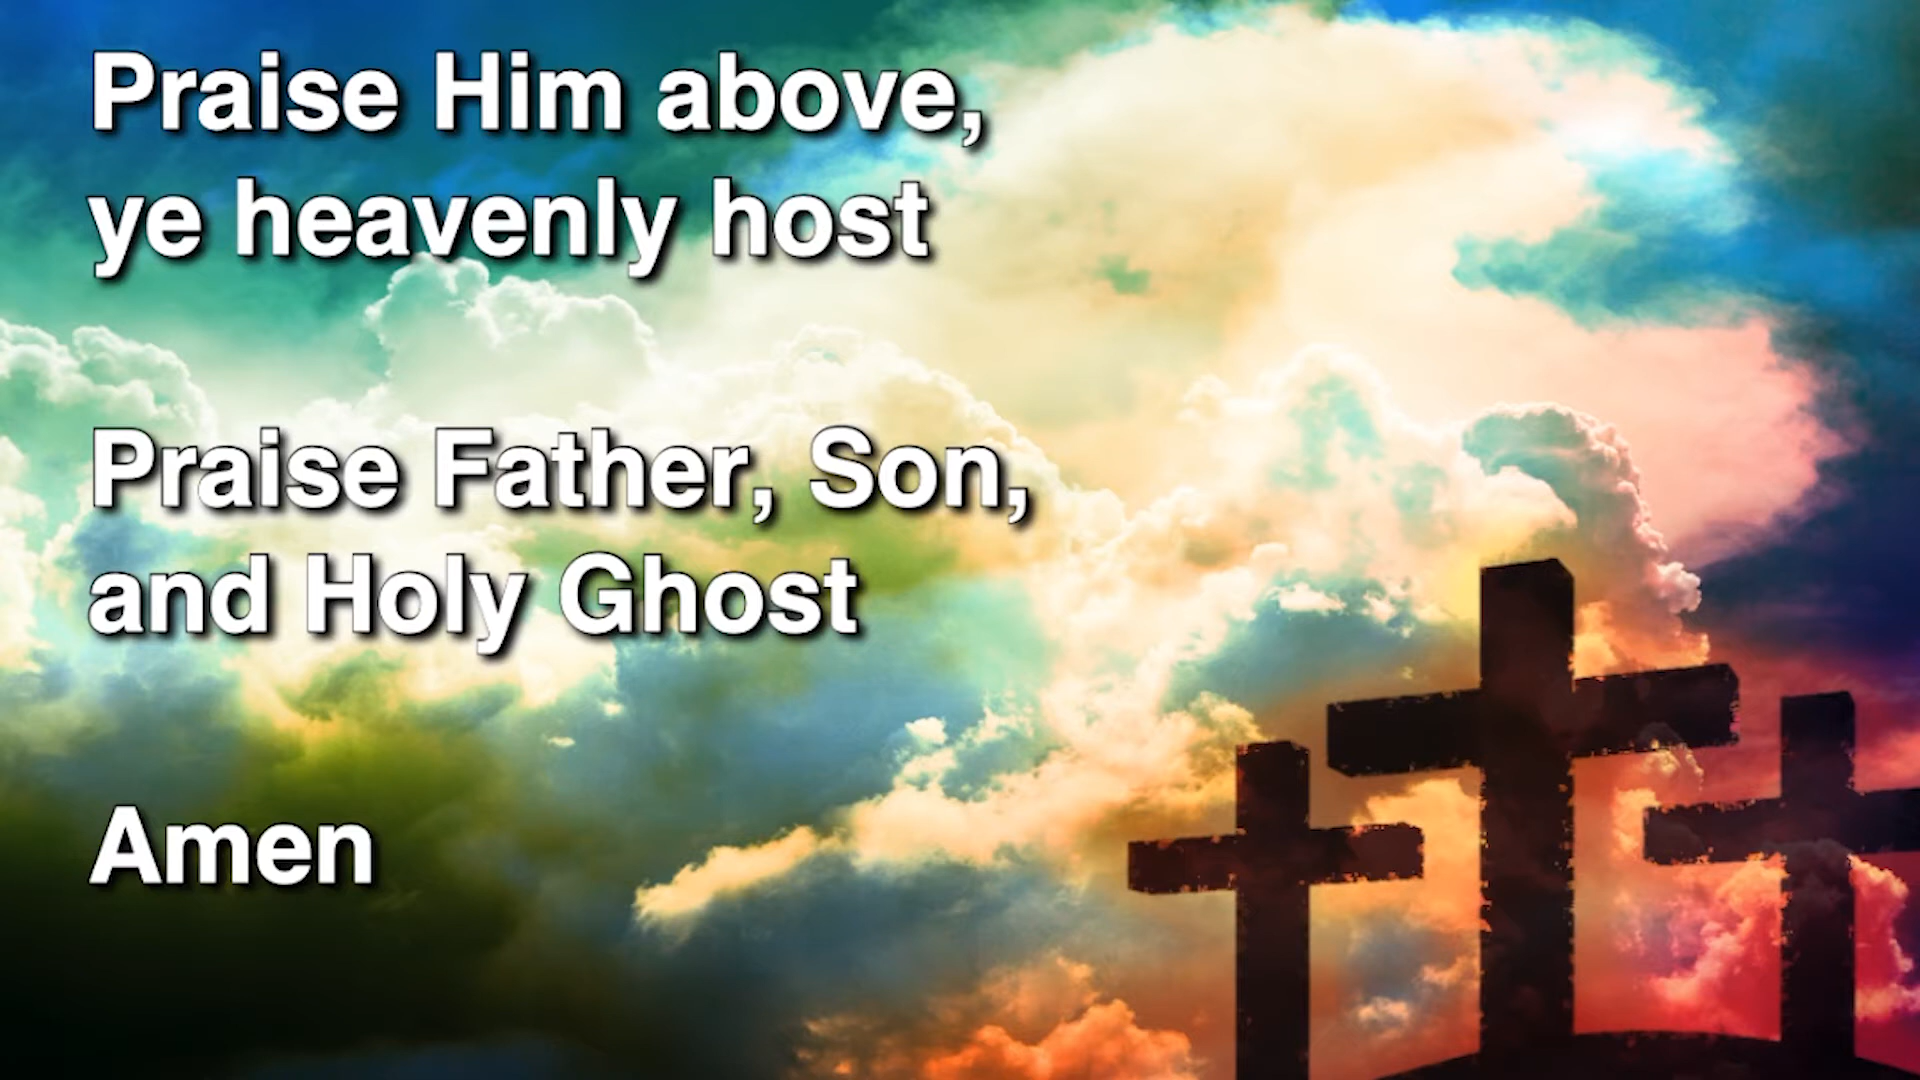 Praise Him above,
ye heavenly host
Praise Father, Son,
and Holy Ghost
Amen